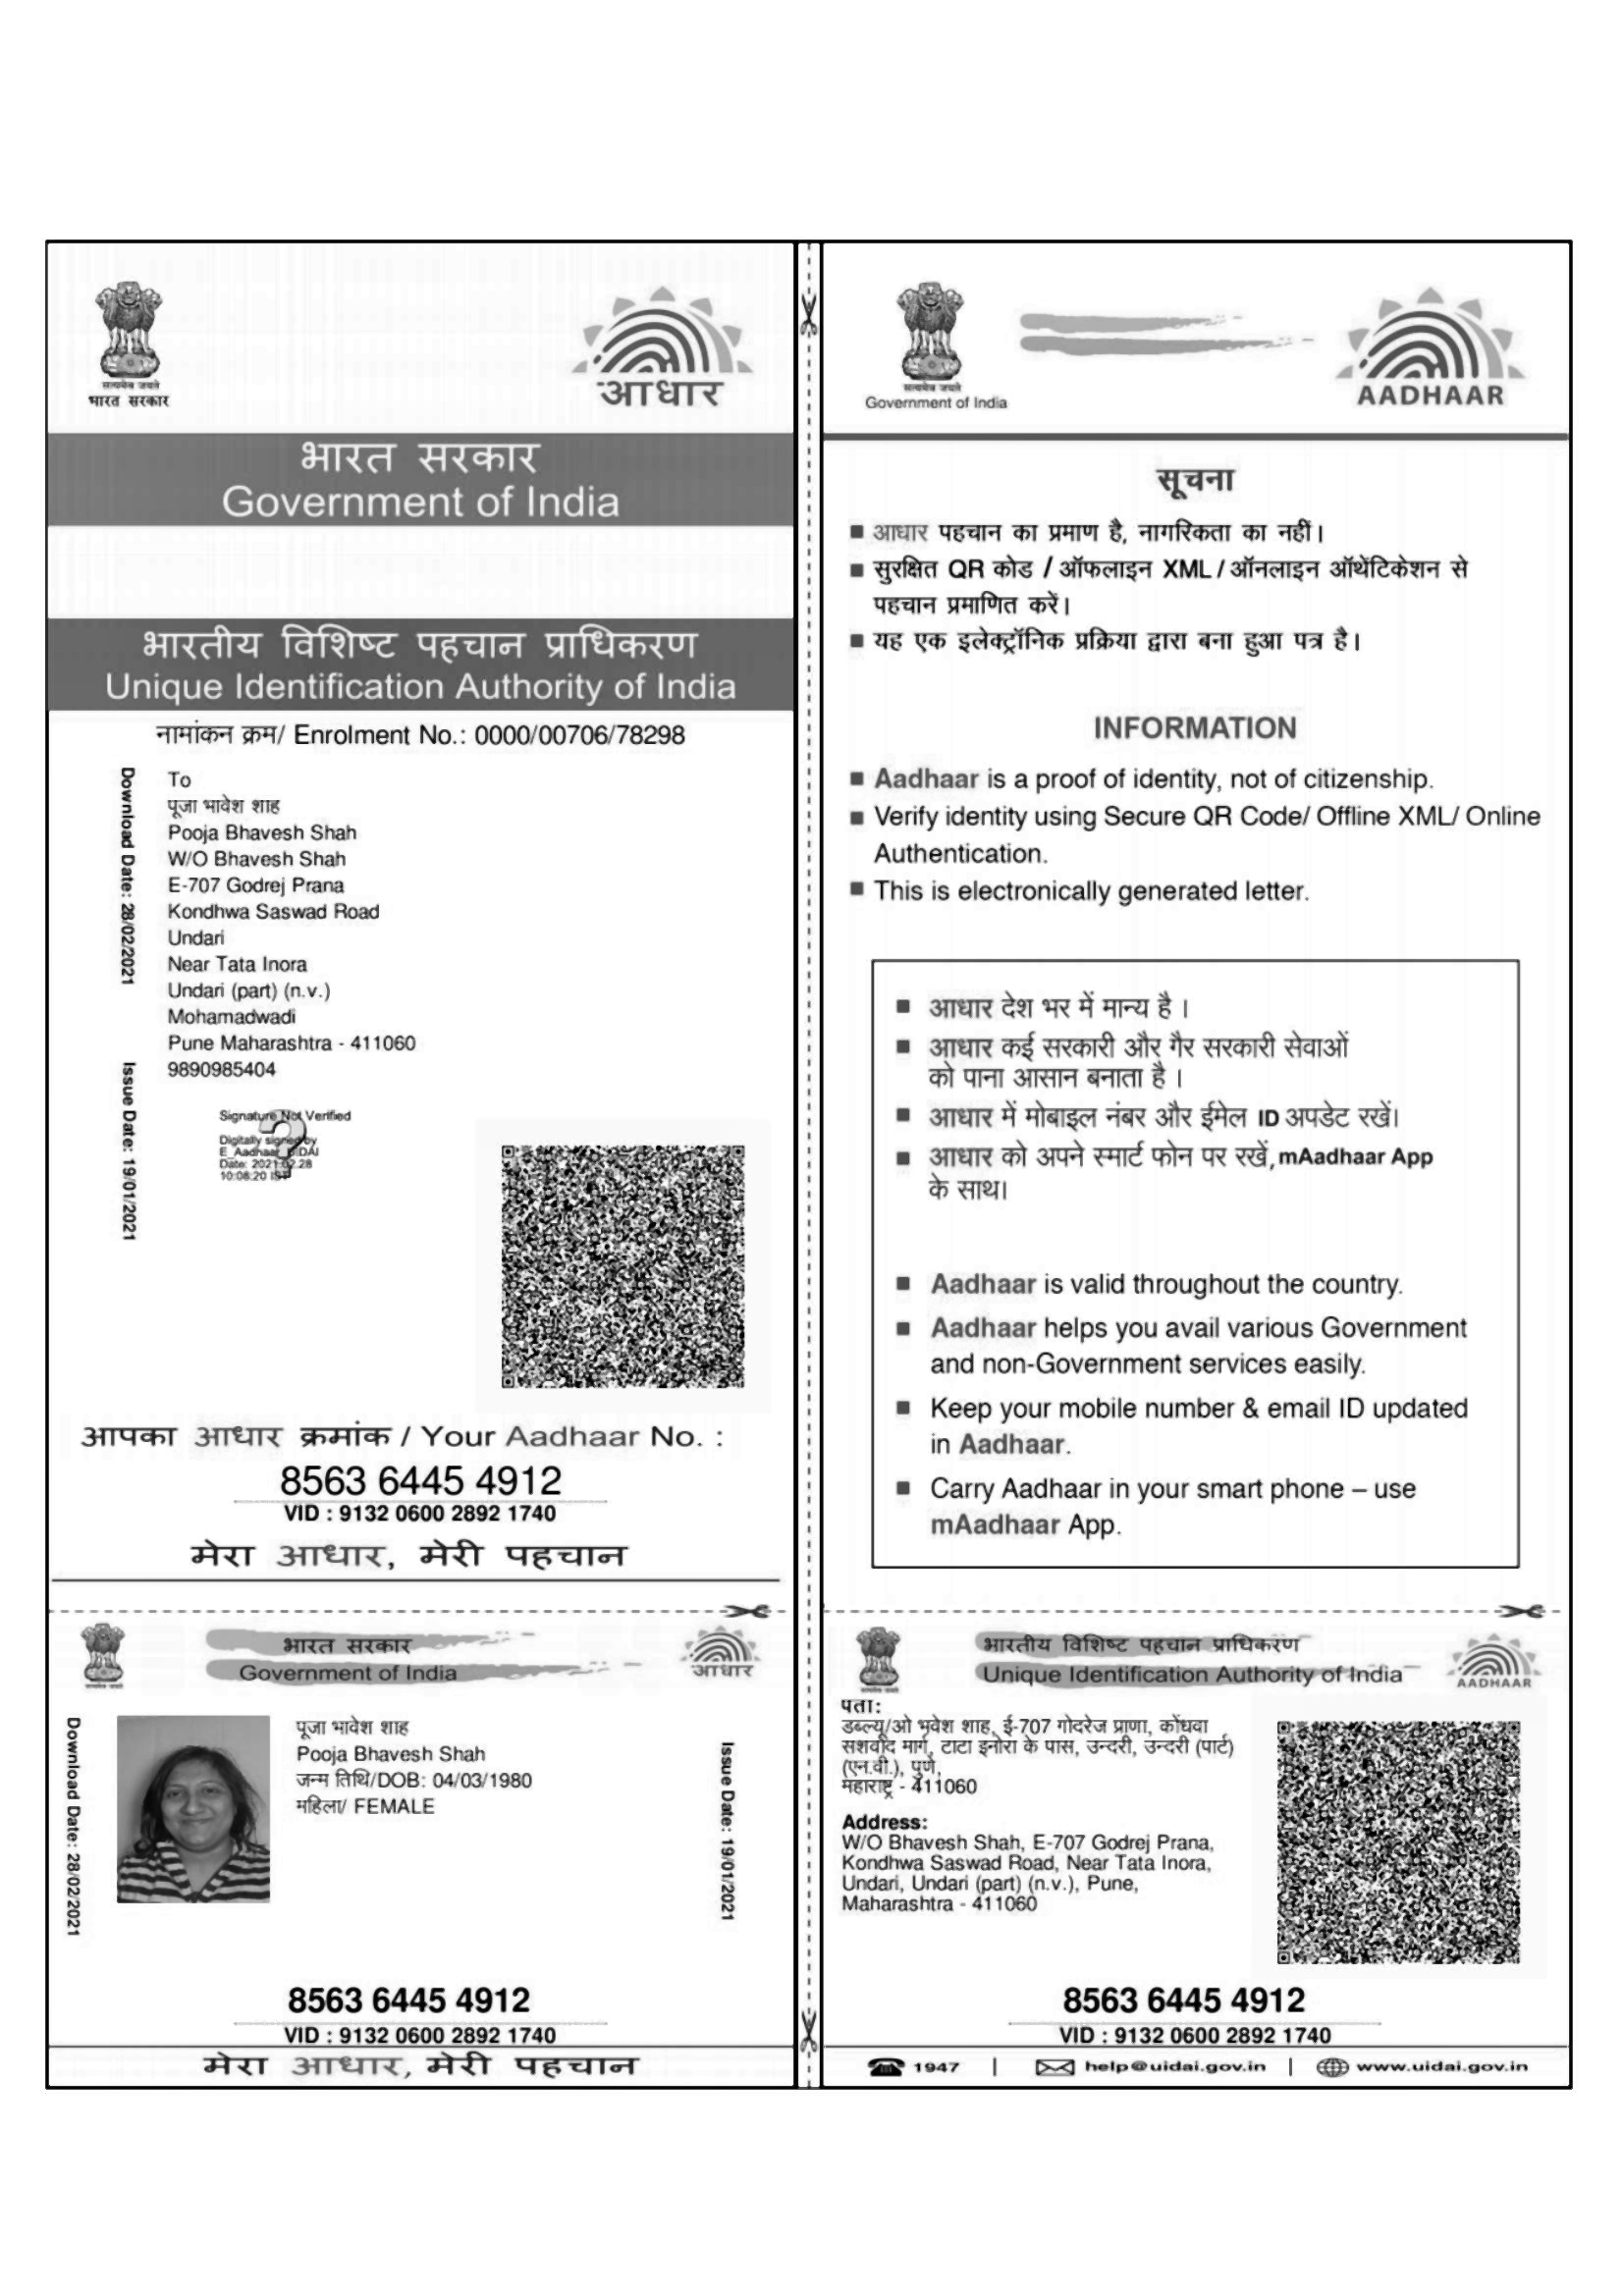 सत्यमेव जयते
भारत सरकार
आधार
भारत सरकार
Government of India
भारतीय विशिष्ट पहचान प्राधिकरण
Unique Identification Authority of India
नामांकन क्रम/ Enrolment No.: 0000/00706/78298
Download Date: 28/02/2021
Issue Date: 19/01/2021
To
पूजा भावेश शाह
Pooja Bhavesh Shah
W/O Bhavesh Shah
E-707 Godrej Prana
Kondhwa Saswad Road
Undari
Near Tata Inora
Undari (part) (n.v.)
Mohamadwadi
Pune Maharashtra - 411060
9890985404
Signature Not Verified
Digitally signed by
E_Aadhaar_UIDAI
Date: 2021.02.28
10:08:20 IST
आपका आधार क्रमांक / Your Aadhaar No. :
8563 6445 4912
VID : 9132 0600 2892 1740
मेरा आधार, मेरी पहचान
भारत सरकार
Government of India
आधार
Download Date: 28/02/2021
पूजा भावेश शाह
Pooja Bhavesh Shah
जन्म तिथि/DOB: 04/03/1980
महिला/ FEMALE
Issue Date: 19/01/2021
8563 6445 4912
VID : 9132 0600 2892 1740
मेरा आधार, मेरी पहचान
सत्यमेव जयते
Government of India
AADHAAR
सूचना
आधार पहचान का प्रमाण है, नागरिकता का नहीं।
सुरक्षित QR कोड / ऑफलाइन XML / ऑनलाइन ऑथेंटिकेशन से
पहचान प्रमाणित करें।
यह एक इलेक्ट्रॉनिक प्रक्रिया द्वारा बना हुआ पत्र है।
INFORMATION
Aadhaar is a proof of identity, not of citizenship.
Verify identity using Secure QR Code/ Offline XML/ Online
Authentication.
This is electronically generated letter.
आधार देश भर में मान्य है ।
आधार कई सरकारी और गैर सरकारी सेवाओं
को पाना आसान बनाता है ।
आधार में मोबाइल नंबर और ईमेल ID अपडेट रखें।
आधार को अपने स्मार्ट फोन पर रखें, mAadhaar App
के साथ।
Aadhaar is valid throughout the country.
Aadhaar helps you avail various Government
and non-Government services easily.
Keep your mobile number & email ID updated
in Aadhaar.
Carry Aadhaar in your smart phone – use
mAadhaar App.
भारतीय विशिष्ट पहचान प्राधिकरण
Unique Identification Authority of India
AADHAAR
पता:
डब्ल्यू/ओ भवेश शाह, ई-707 गोदरेज प्राणा, कोंधवा
सशवोद मार्ग, टाटा इनोरा के पास, उन्दरी, उन्दरी (पार्ट)
(एन.वी.), पुणे,
महाराष्ट्र - 411060
Address:
W/O Bhavesh Shah, E-707 Godrej Prana,
Kondhwa Saswad Road, Near Tata Inora,
Undari, Undari (part) (n.v.), Pune,
Maharashtra - 411060
8563 6445 4912
VID : 9132 0600 2892 1740
1947 | help@uidai.gov.in | www.uidai.gov.in